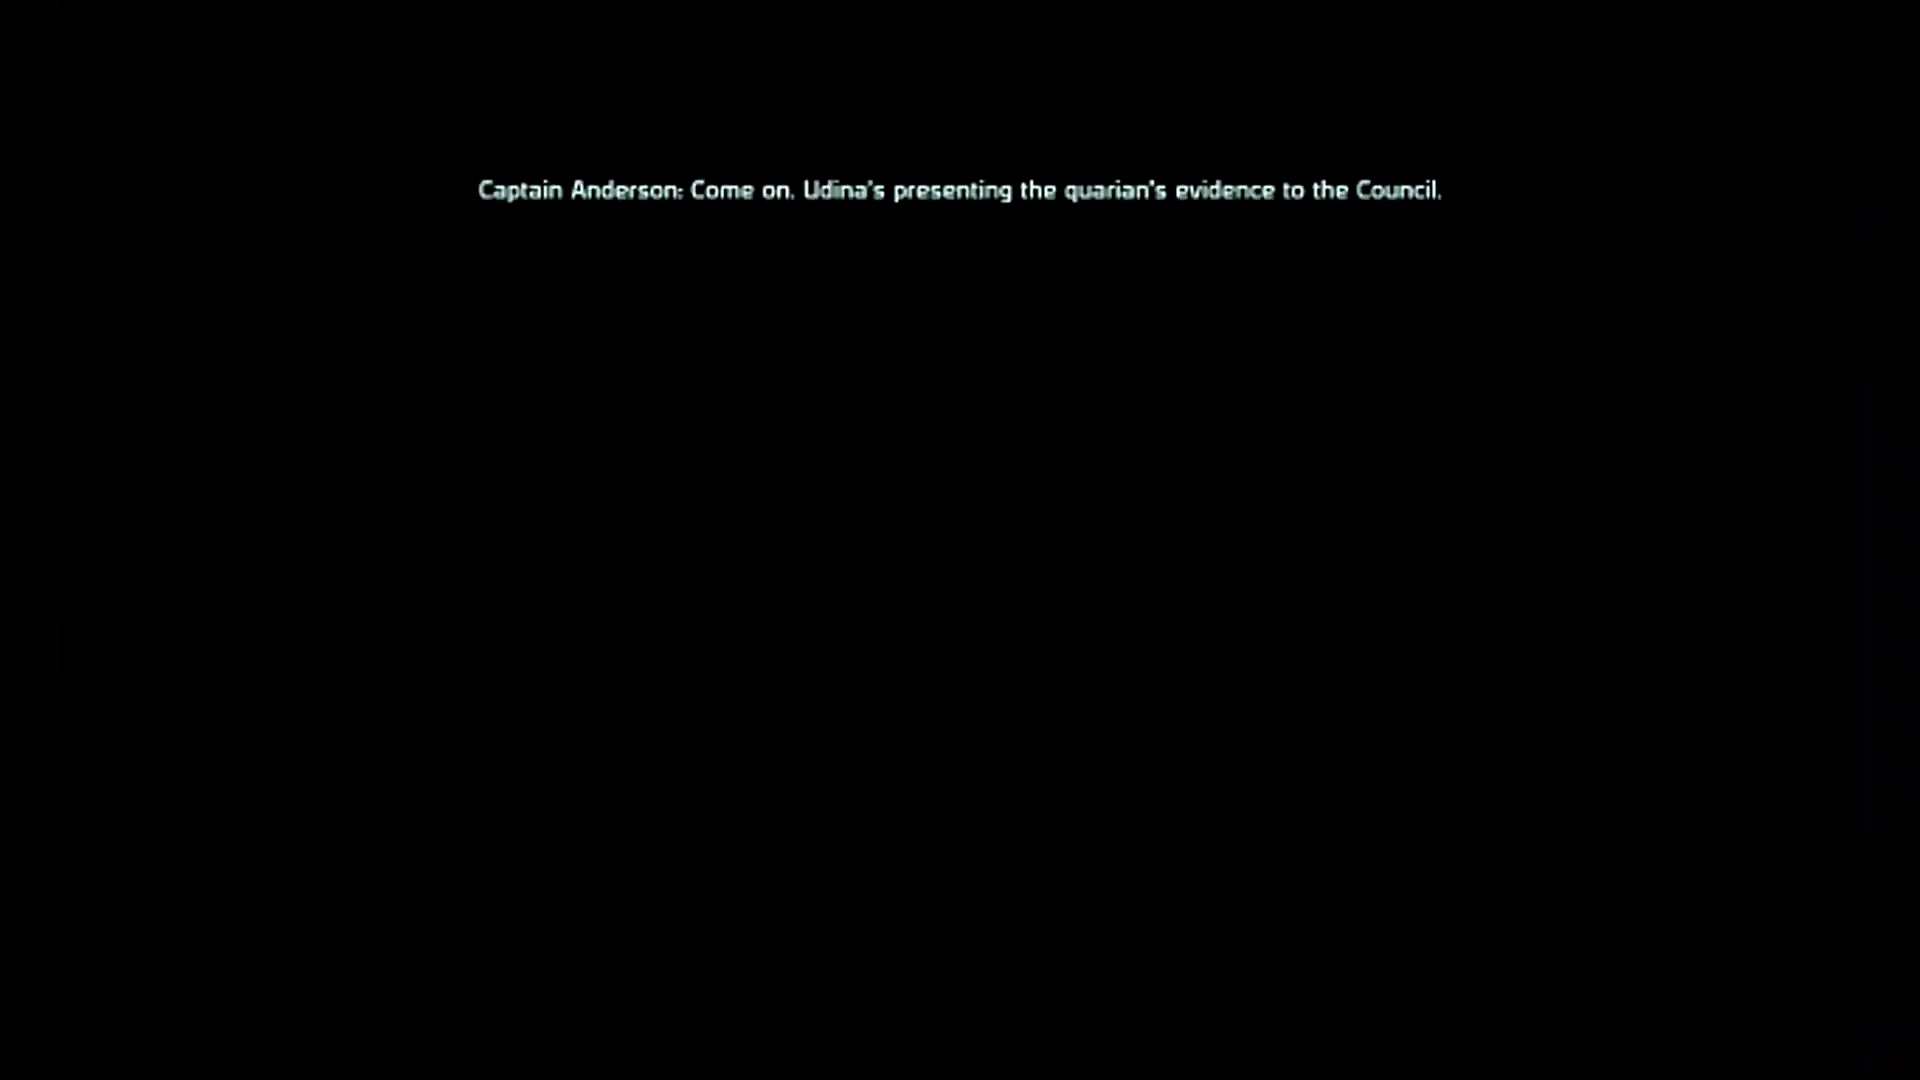 Captain Anderson: Come on. Udina's presenting the quarian's evidence to the Council.